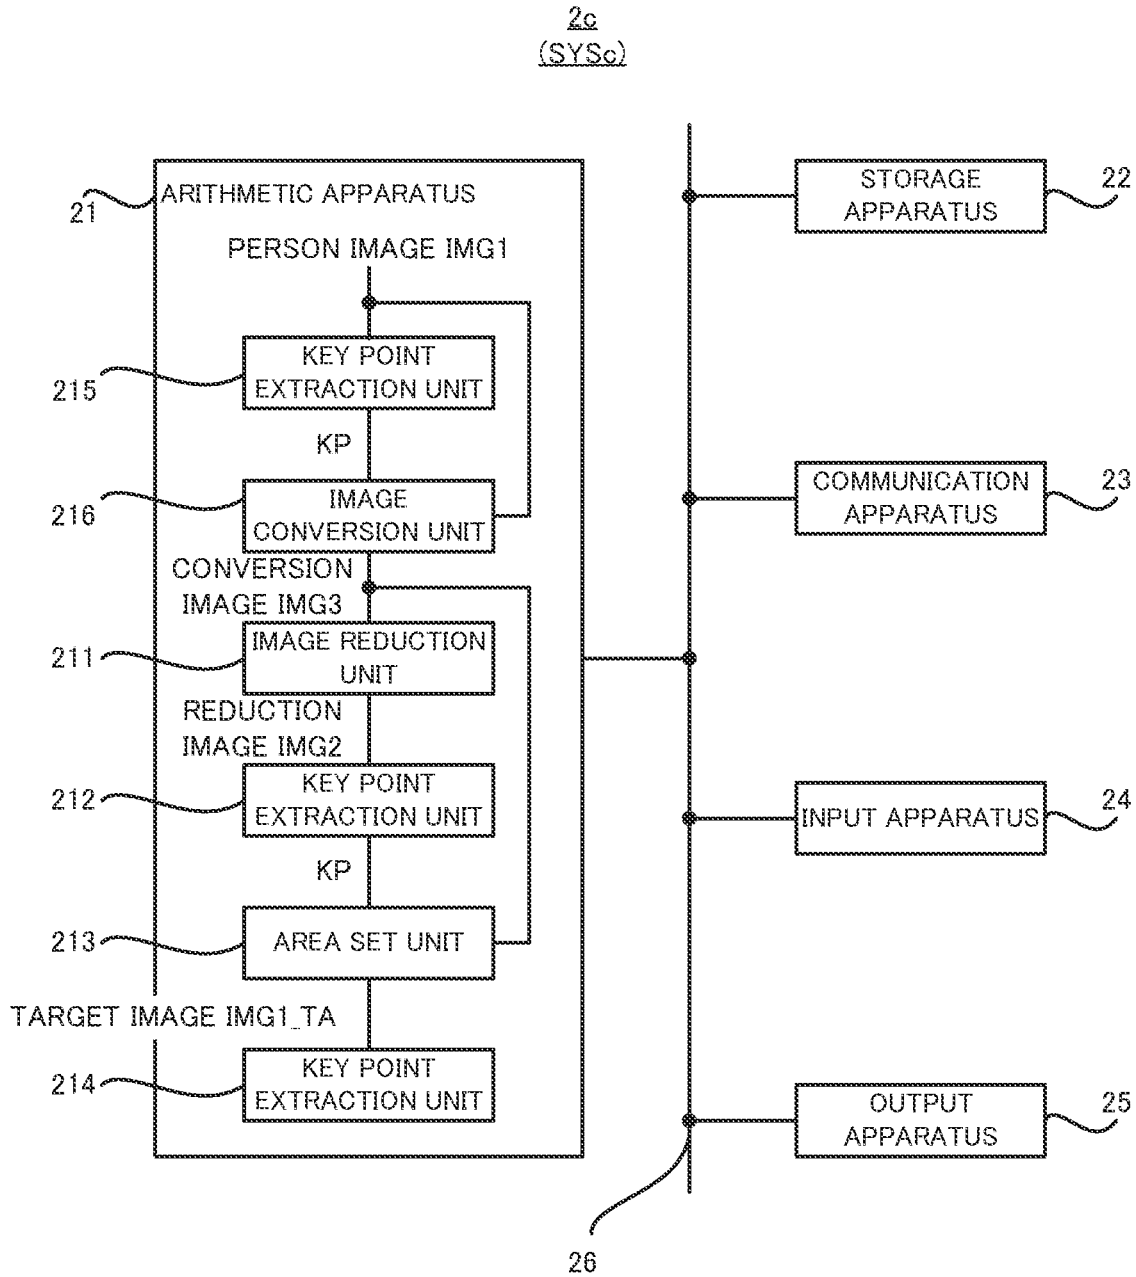 2c
(SYSc)
21
ARITHMETIC APPARATUS
PERSON IMAGE IMG1
215
KEY POINT
EXTRACTION UNIT
KP
216
IMAGE
CONVERSION UNIT
CONVERSION
IMAGE IMG3
211
IMAGE REDUCTION
UNIT
REDUCTION
IMAGE IMG2
212
KEY POINT
EXTRACTION UNIT
KP
213
AREA SET UNIT
TARGET IMAGE IMG1_TA
214
KEY POINT
EXTRACTION UNIT
STORAGE
APPARATUS
22
COMMUNICATION
APPARATUS
23
INPUT APPARATUS
24
OUTPUT
APPARATUS
25
26